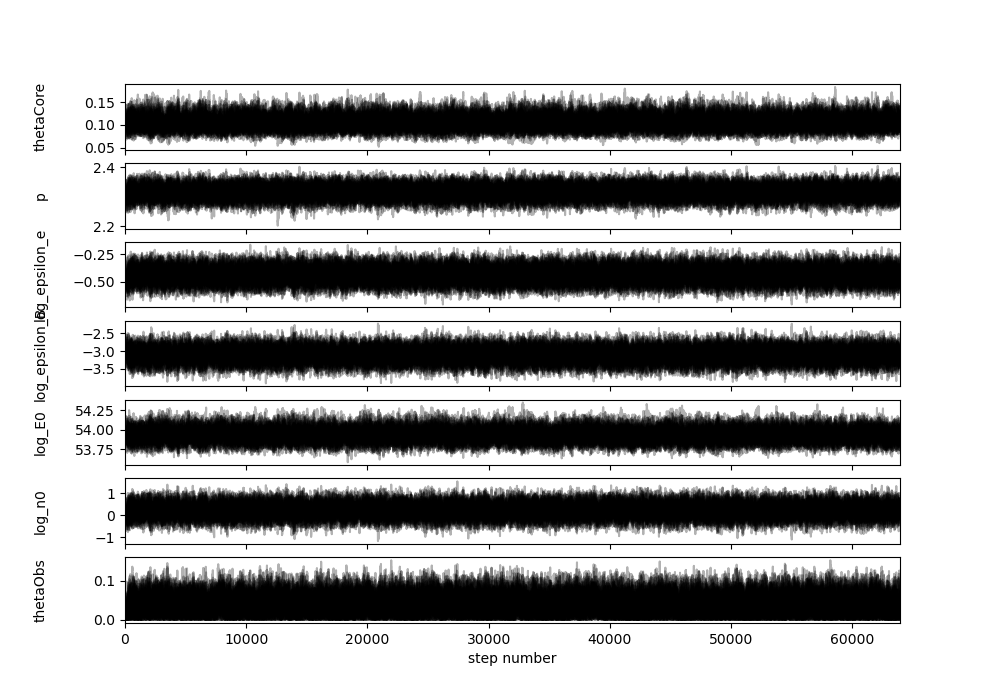 thetaCore
0.15
0.10
0.05
p
2.4
2.2
log_epsilon_e
−0.25
−0.50
log_epsilon_B
−2.5
−3.0
−3.5
log_E0
54.25
54.00
53.75
log_n0
1
0
−1
thetaObs
0.1
0.0
0 10000 20000 30000 40000 50000 60000
step number